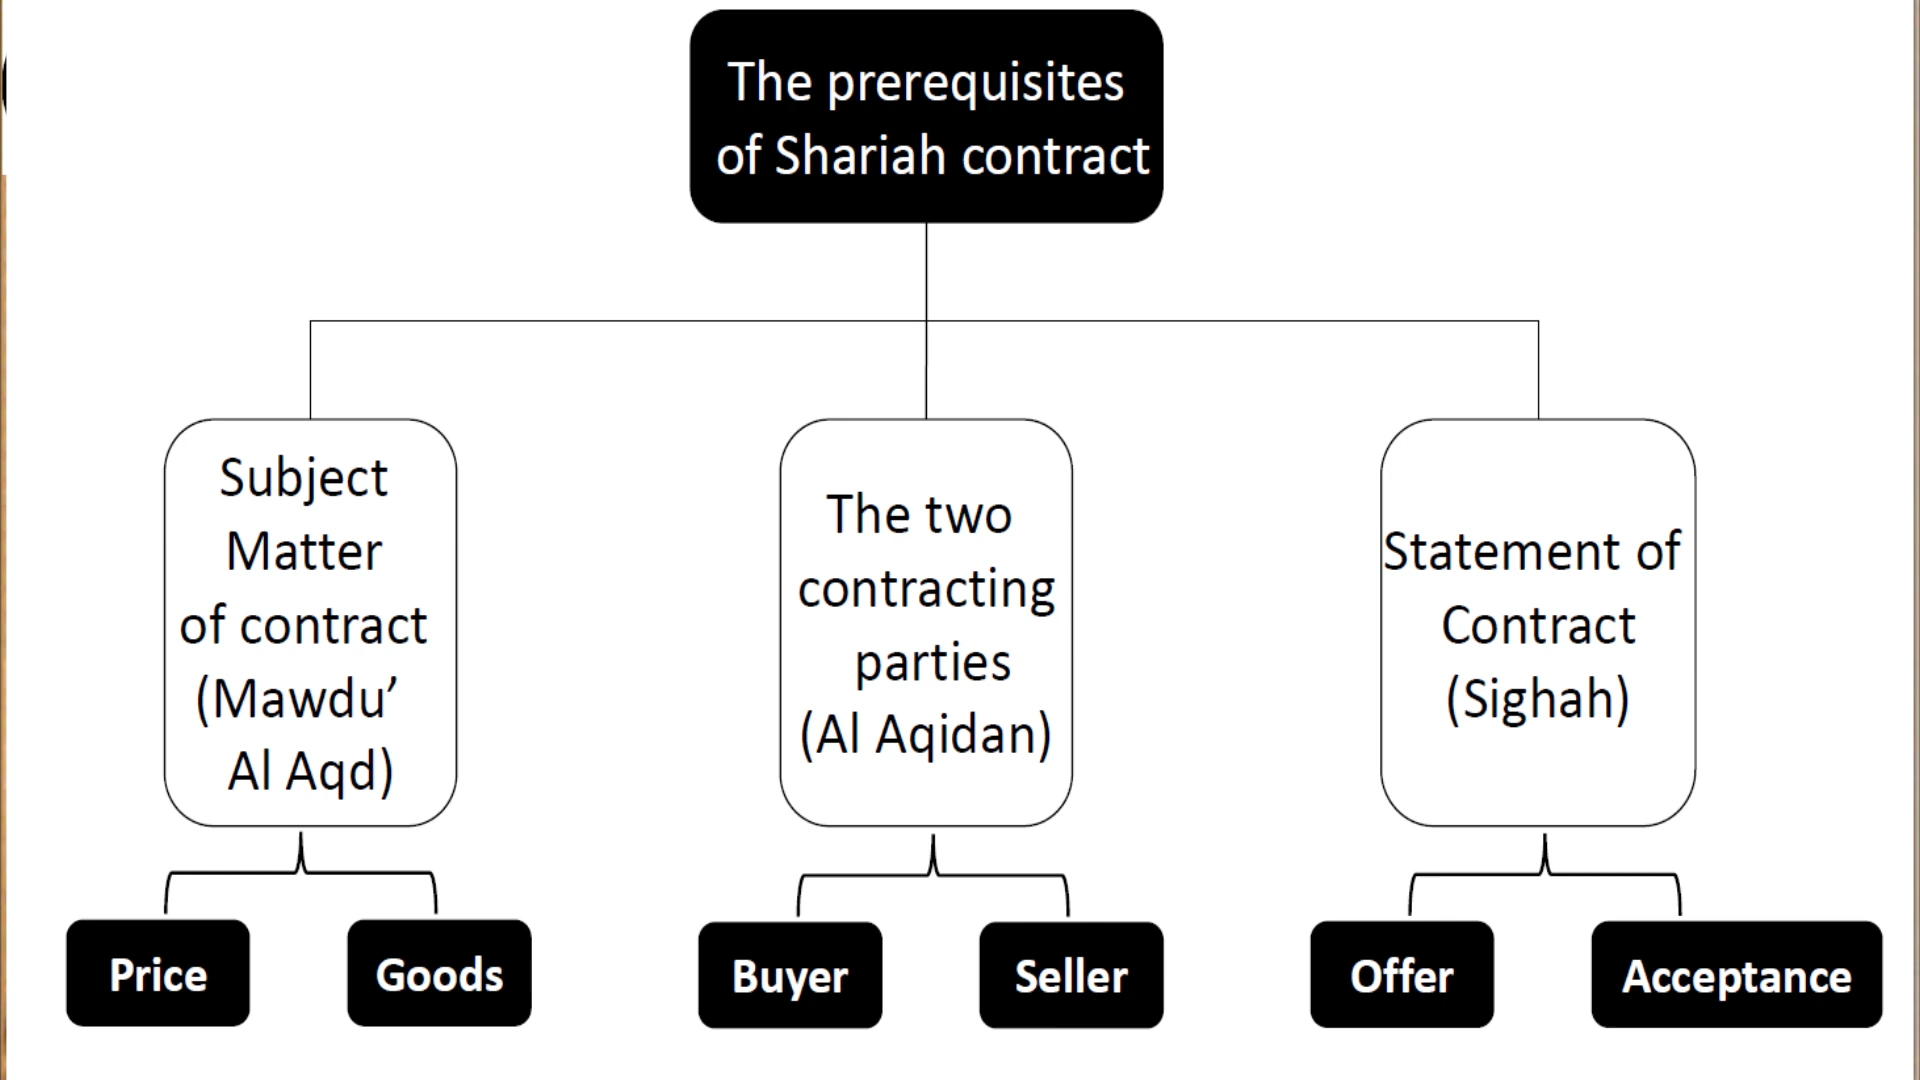 The prerequisites
of Shariah contract
Subject
Matter
of contract
(Mawdu’
Al Aqd)
The two
contracting
parties
(Al Aqidan)
Statement of
Contract
(Sighah)
Price
Goods
Buyer
Seller
Offer
Acceptance